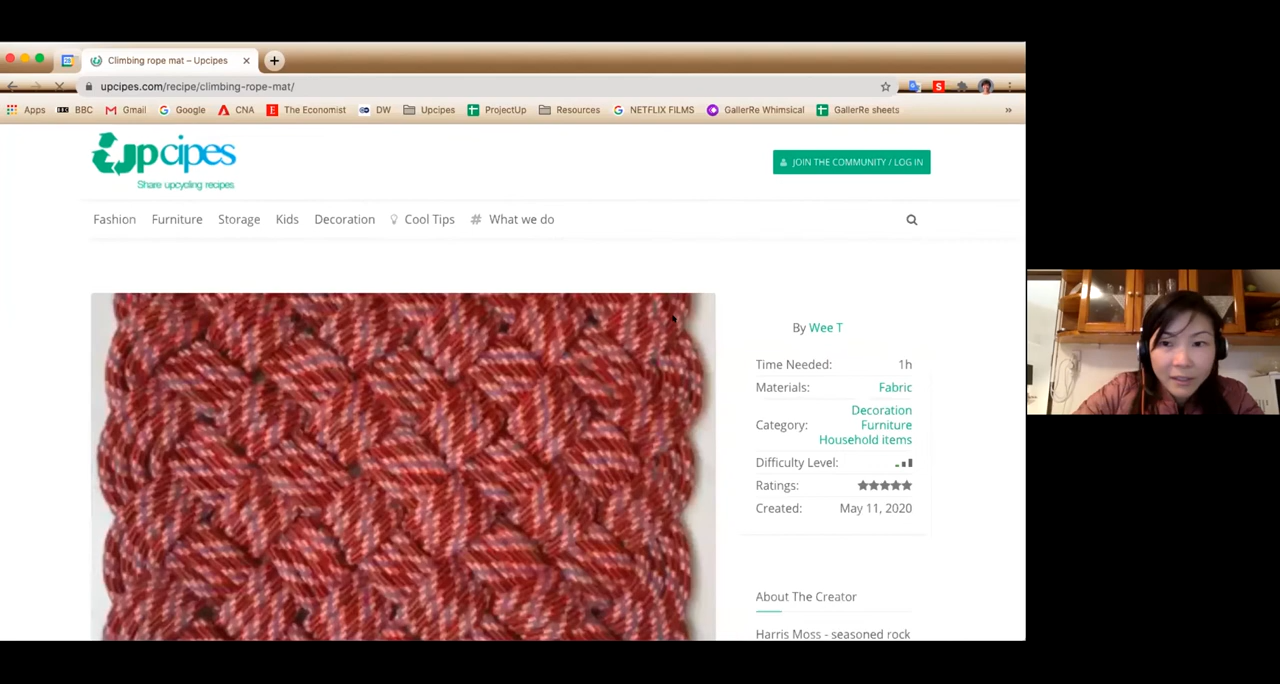 Climbing rope mat – Upcipes
upcipes.com/recipe/climbing-rope-mat/
Apps BBC Gmail Google CNA The Economist DW Upcipes ProjectUp Resources NETFLIX FILMS GallerRe Whimsical GallerRe sheets »
upcipes
Share upcycling recipes
JOIN THE COMMUNITY / LOG IN
Fashion Furniture Storage Kids Decoration Cool Tips # What we do
By Wee T
Time Needed: 1h
Materials: Fabric
Category: Decoration
Furniture
Household items
Difficulty Level:
Ratings: ★★★★★
Created: May 11, 2020
About The Creator
Harris Moss - seasoned rock